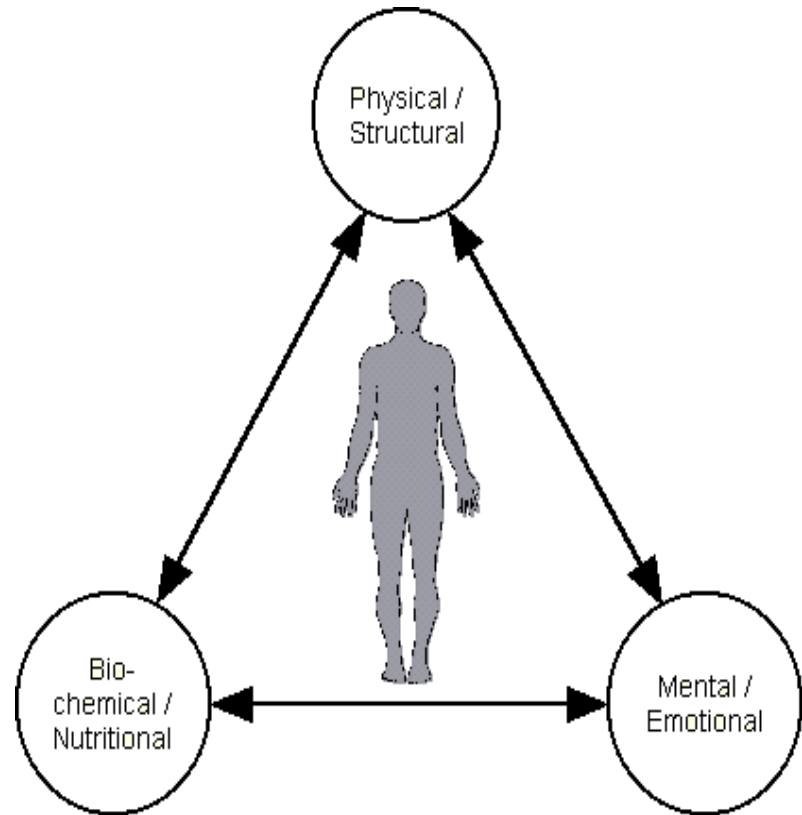 Physical /
Structural
Bio-
chemical /
Nutritional
Mental /
Emotional